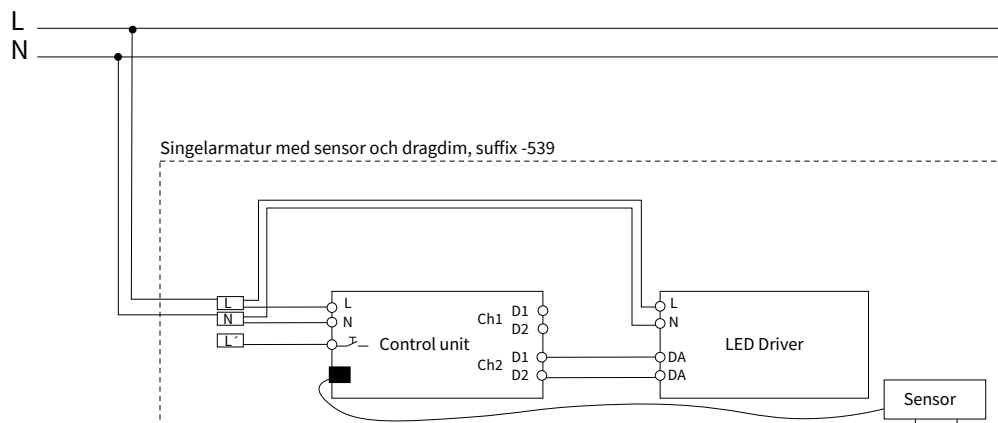 L
N
Singelarmatur med sensor och dragdim, suffix -539
L
N
L´
L
N
Control unit
Ch1
D1
D2
Ch2
D1
D2
L
N
DA
DA
LED Driver
Sensor